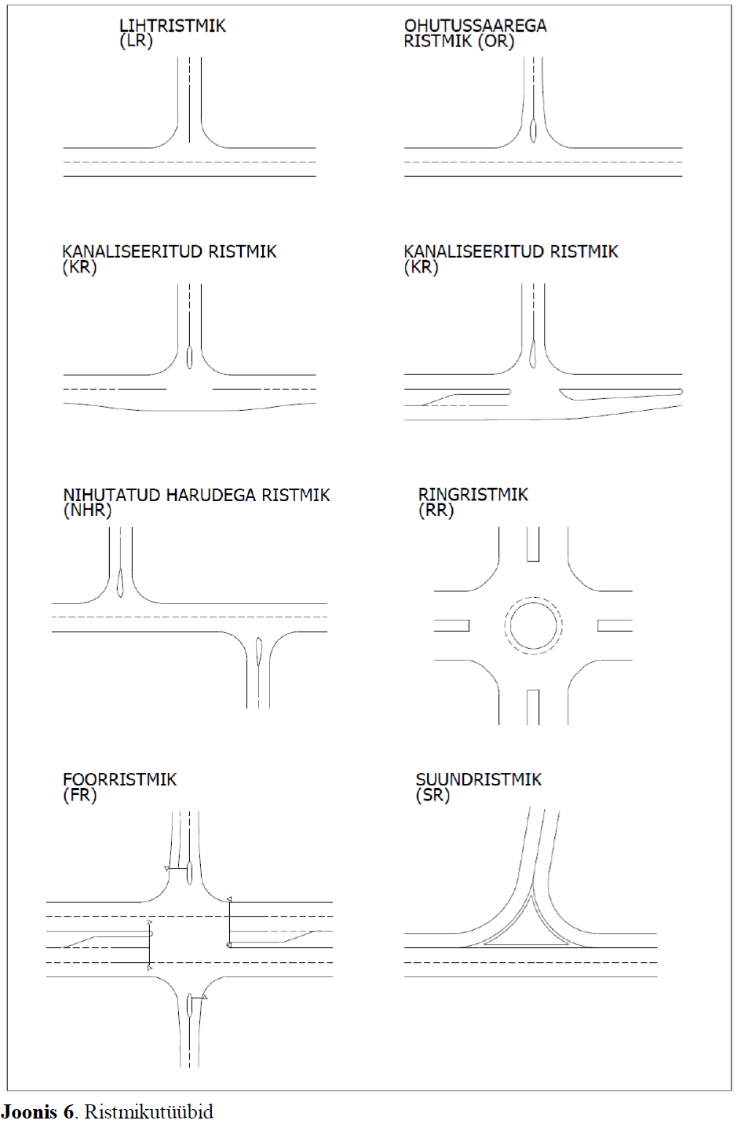 LIHTRISTMIK
(LR)
OHUTUSSAAREGA
RISTMIK (OR)
KANALISEERITUD RISTMIK
(KR)
KANALISEERITUD RISTMIK
(KR)
NIHUTATUD HARUDEGA RISTMIK
(NHR)
RINGRISTMIK
(RR)
FOORRISTMIK
(FR)
SUUNDRISTMIK
(SR)
Joonis 6. Ristmikutüübid